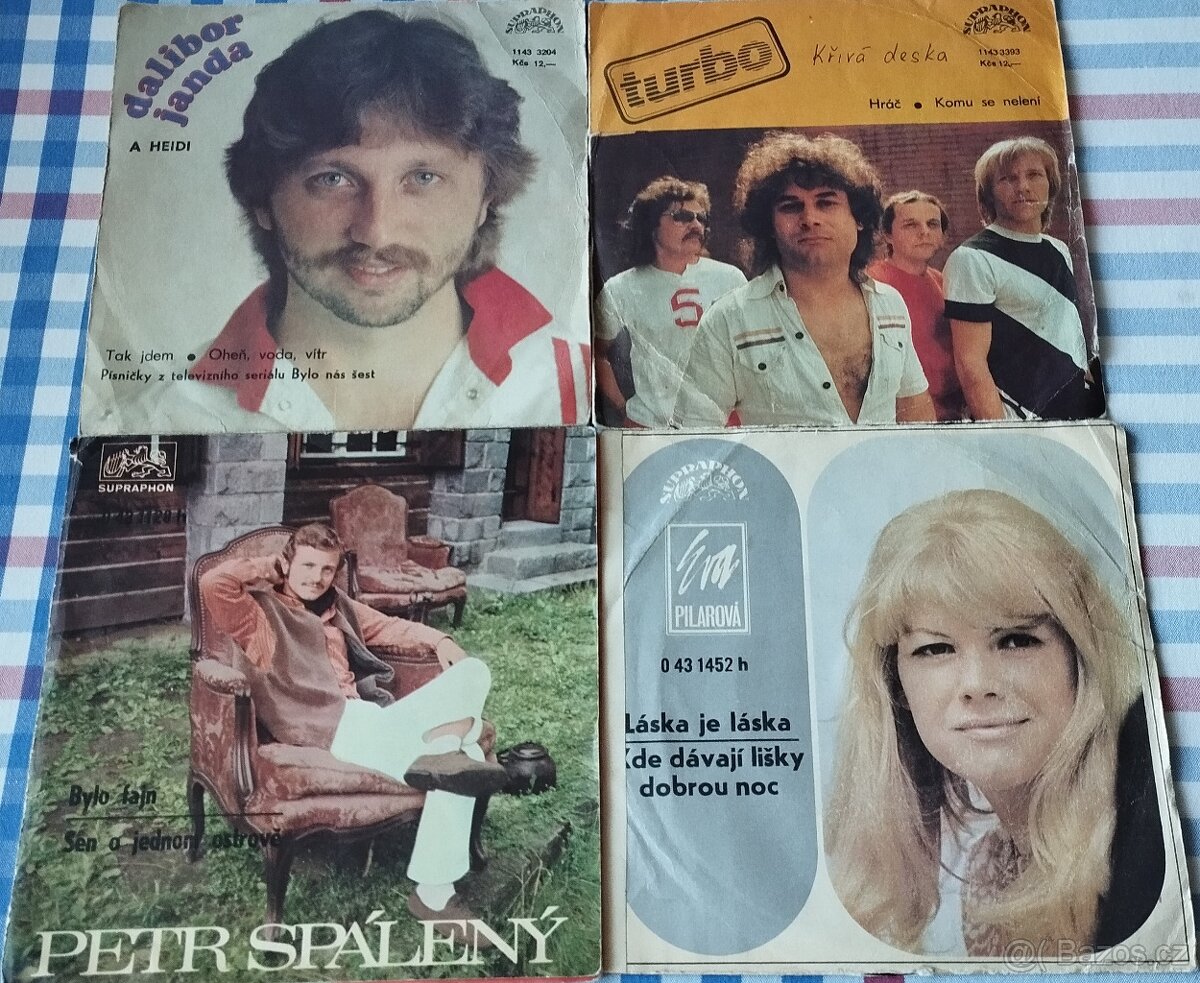 dalibor
janda
A HEIDI
SUPRAPHON
1143 3204
Kčs 12,—
Tak jdem ● Oheň, voda, vítr
Písničky z televizního seriálu Bylo nás šest
turbo
Křivá deska
SUPRAPHON
1143 3393
Kčs 12,—
Hráč ● Komu se nelení
S
SUPRAPHON
Bylo fajn
Sén o jednom ostrově
PETR SPÁLENÝ
SUPRAPHON
Eva
PILAROVÁ
0 43 1452 h
Láska je láska
Kde dávají lišky
dobrou noc
Bazos.cz